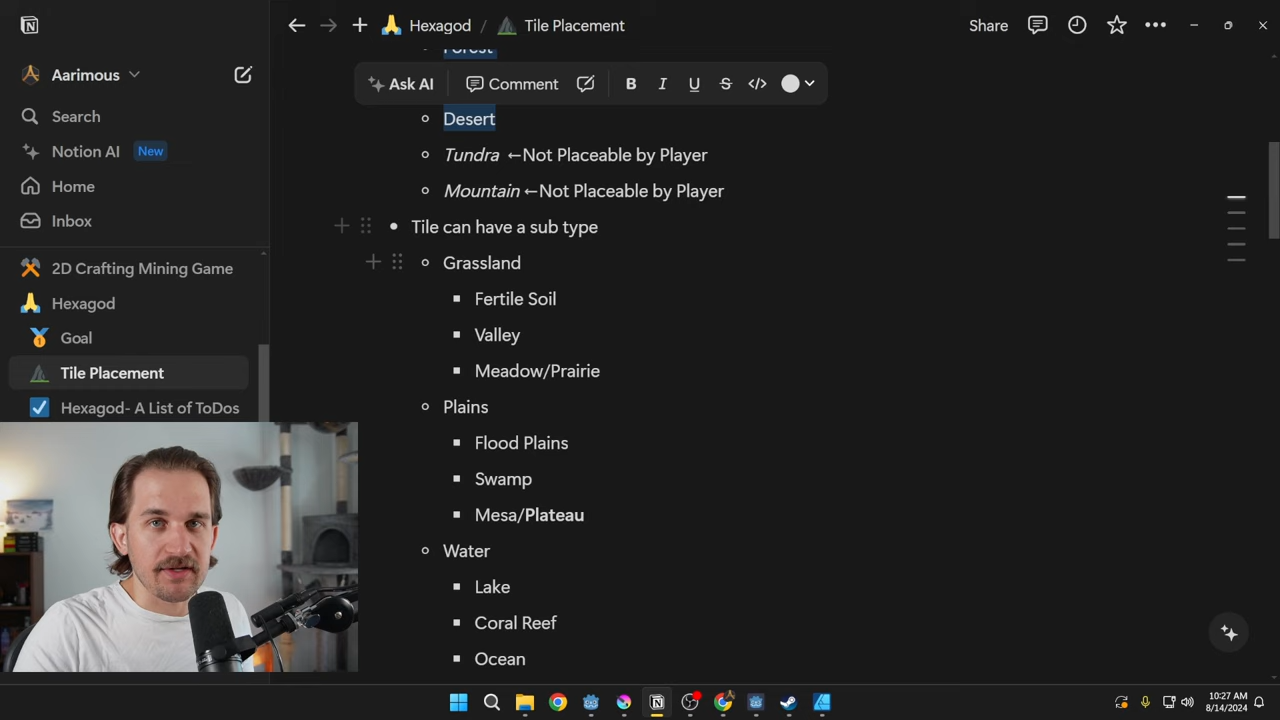 Aarimous
Search
Notion AI New
Home
Inbox
2D Crafting Mining Game
Hexagod
Goal
Tile Placement
Hexagod- A List of ToDos
Hexagod / Tile Placement
Share
Forest
Ask AI Comment B I U S </>
Desert
Tundra ←Not Placeable by Player
Mountain ←Not Placeable by Player
Tile can have a sub type
Grassland
Fertile Soil
Valley
Meadow/Prairie
Plains
Flood Plains
Swamp
Mesa/Plateau
Water
Lake
Coral Reef
Ocean
10:27 AM
8/14/2024